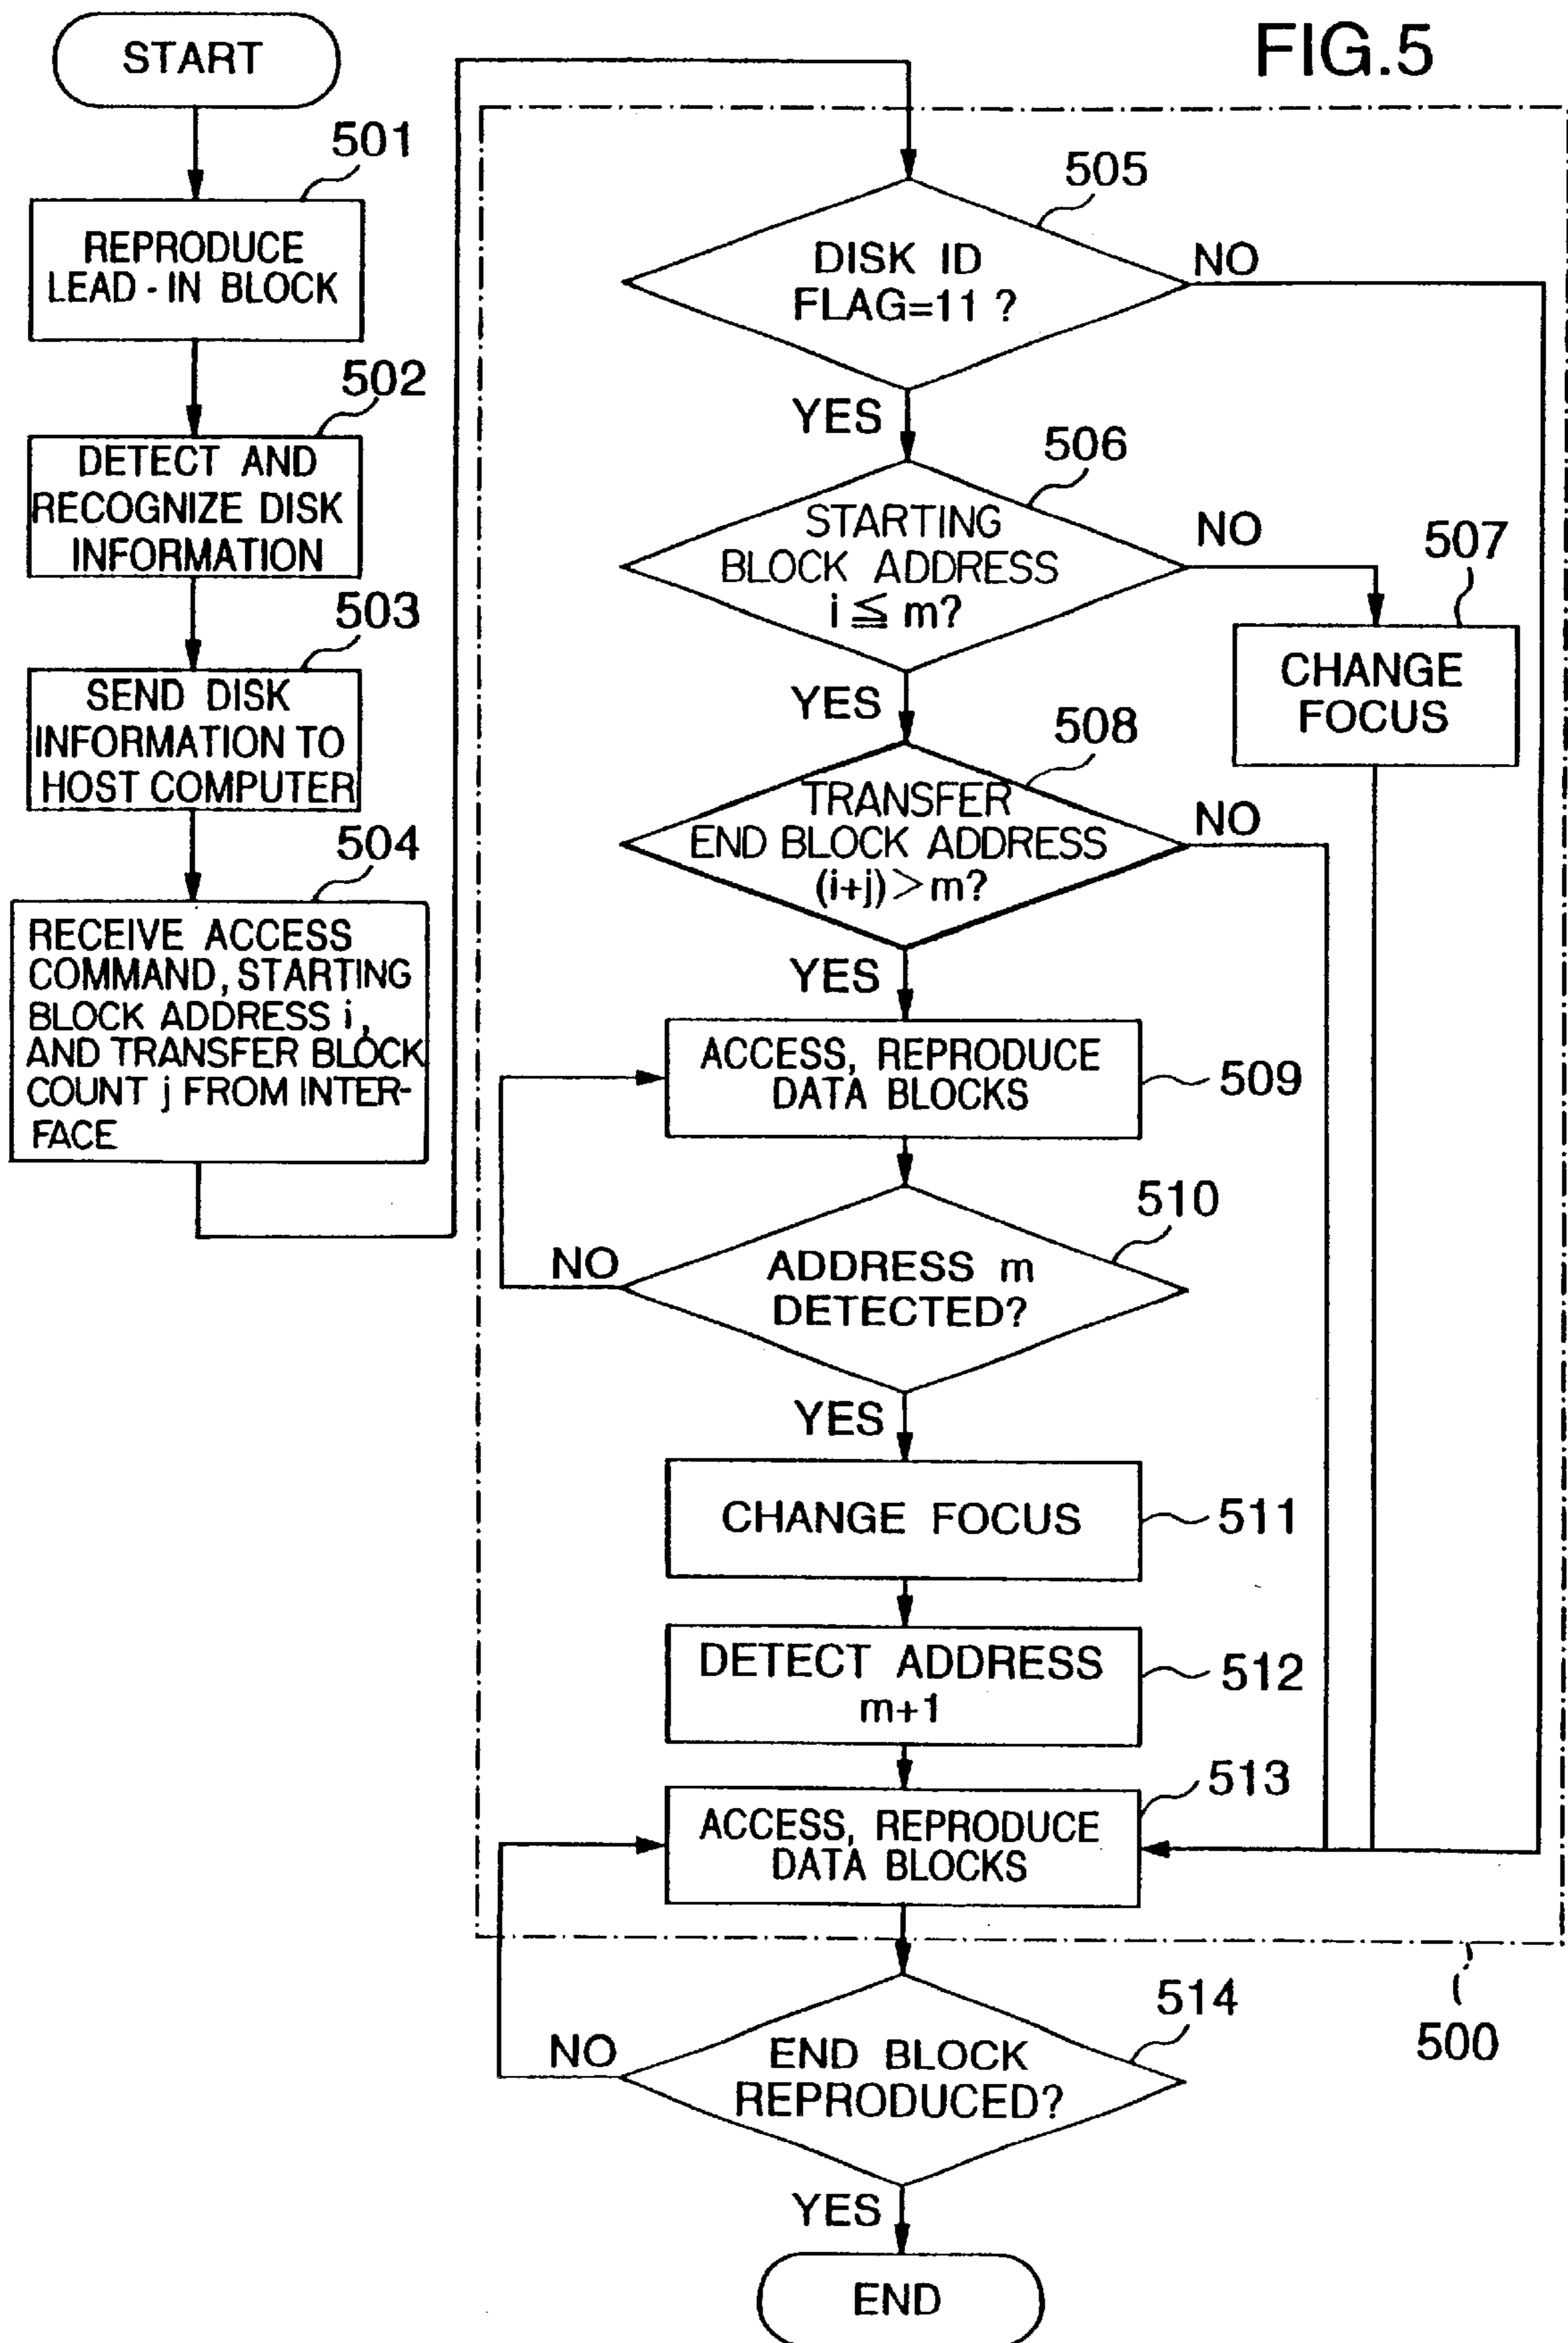 FIG.5
START
501
REPRODUCE
LEAD - IN BLOCK
502
DETECT AND
RECOGNIZE DISK
INFORMATION
503
SEND DISK
INFORMATION TO
HOST COMPUTER
504
RECEIVE ACCESS
COMMAND, STARTING
BLOCK ADDRESS i,
AND TRANSFER BLOCK
COUNT j FROM INTER-
FACE
505
DISK ID
FLAG=11 ?
NO
YES
506
STARTING
BLOCK ADDRESS
i ≦ m?
NO
507
CHANGE
FOCUS
YES
508
TRANSFER
END BLOCK ADDRESS
(i+j) > m?
NO
YES
ACCESS, REPRODUCE
DATA BLOCKS
509
510
ADDRESS m
DETECTED?
NO
YES
CHANGE FOCUS
511
DETECT ADDRESS
m+1
512
513
ACCESS, REPRODUCE
DATA BLOCKS
500
514
END BLOCK
REPRODUCED?
NO
YES
END